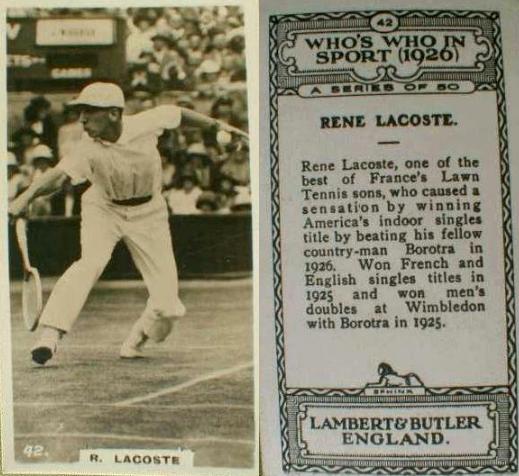 42.
R. LACOSTE
42
WHO'S WHO IN
SPORT (1926)
A SERIES OF 50
RENE LACOSTE.
Rene Lacoste, one of the
best of France's Lawn
Tennis sons, who caused a
sensation by winning
America's indoor singles
title by beating his fellow
country-man Borotra in
1926. Won French and
English singles titles in
1925 and won men's
doubles at Wimbledon
with Borotra in 1925.
SPHINX
LAMBERT & BUTLER
ENGLAND.